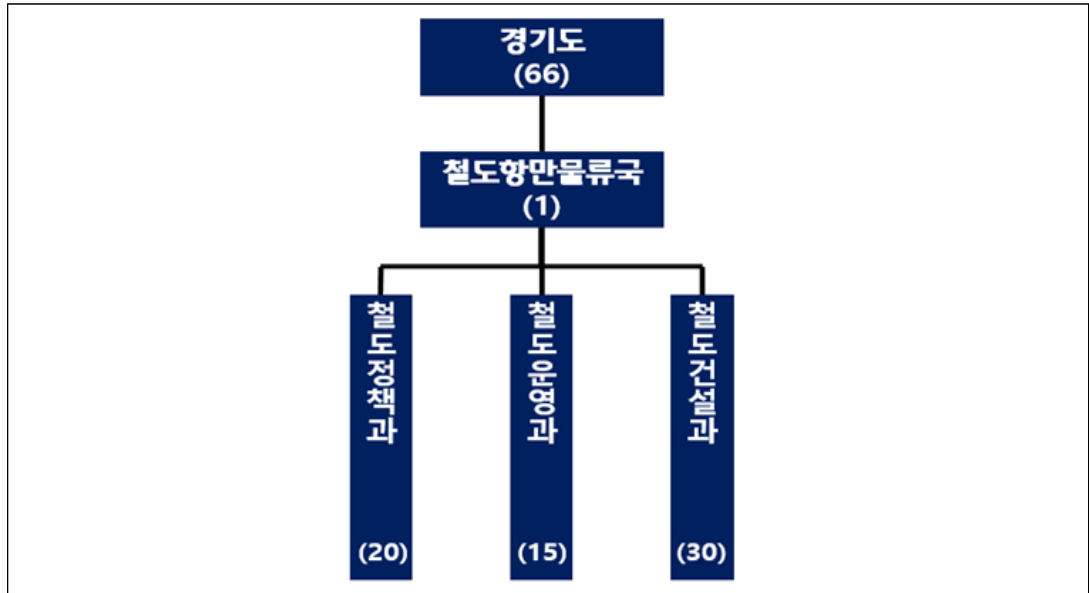 경기도
(66)
철도항만물류국
(1)
철도정책과
(20)
철도운영과
(15)
철도건설과
(30)